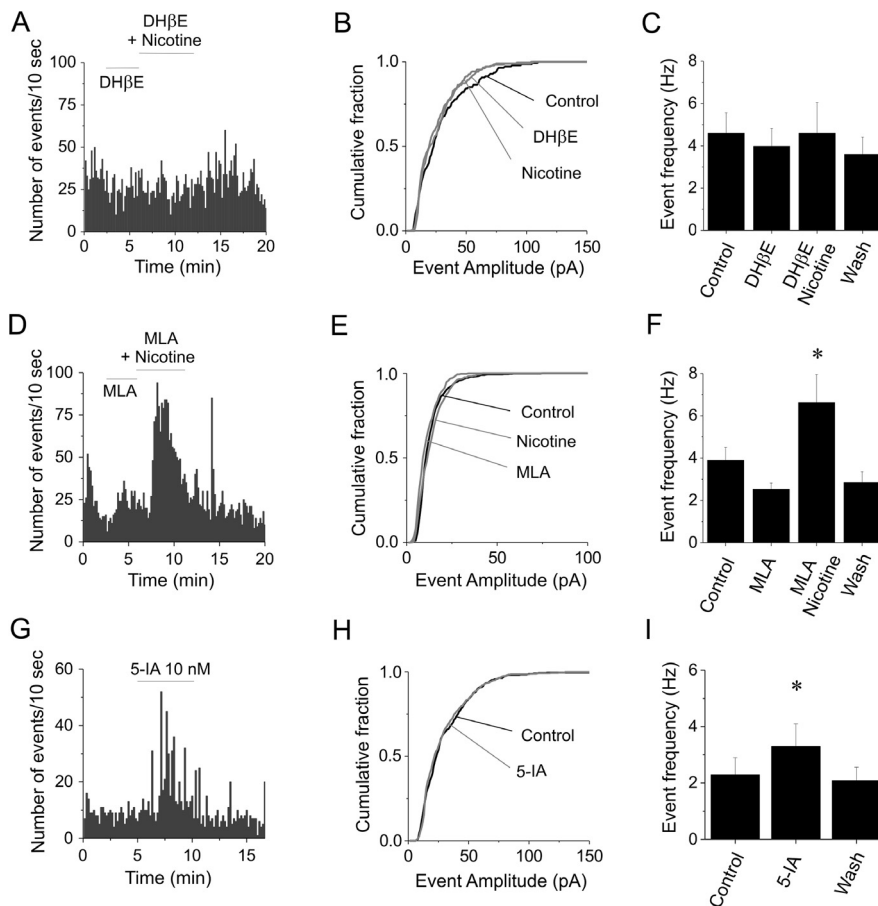 A
DHβE
+ Nicotine
DHβE
Number of events/10 sec
100
75
50
25
0
0 5 10 15 20
Time (min)
B
Cumulative fraction
1.0
0.5
0.0
Control
DHβE
Nicotine
0 50 100 150
Event Amplitude (pA)
C
Event frequency (Hz)
8
6
4
2
0
Control
DHβE
DHβE
Nicotine
Wash
D
MLA
+ Nicotine
MLA
Number of events/10 sec
100
75
50
25
0
0 5 10 15 20
Time (min)
E
Cumulative fraction
1.0
0.5
0.0
Control
Nicotine
MLA
0 25 50 75 100
Event Amplitude (pA)
F
Event frequency (Hz)
8
6
4
2
0
*
Control
MLA
MLA
Nicotine
Wash
G
5-IA 10 nM
Number of events/10 sec
60
40
20
0
0 5 10 15
Time (min)
H
Cumulative fraction
1.0
0.5
0.0
Control
5-IA
0 25 50 75 100 125 150
Event Amplitude (pA)
I
Event frequency (Hz)
6
4
2
0
*
Control
5-IA
Wash